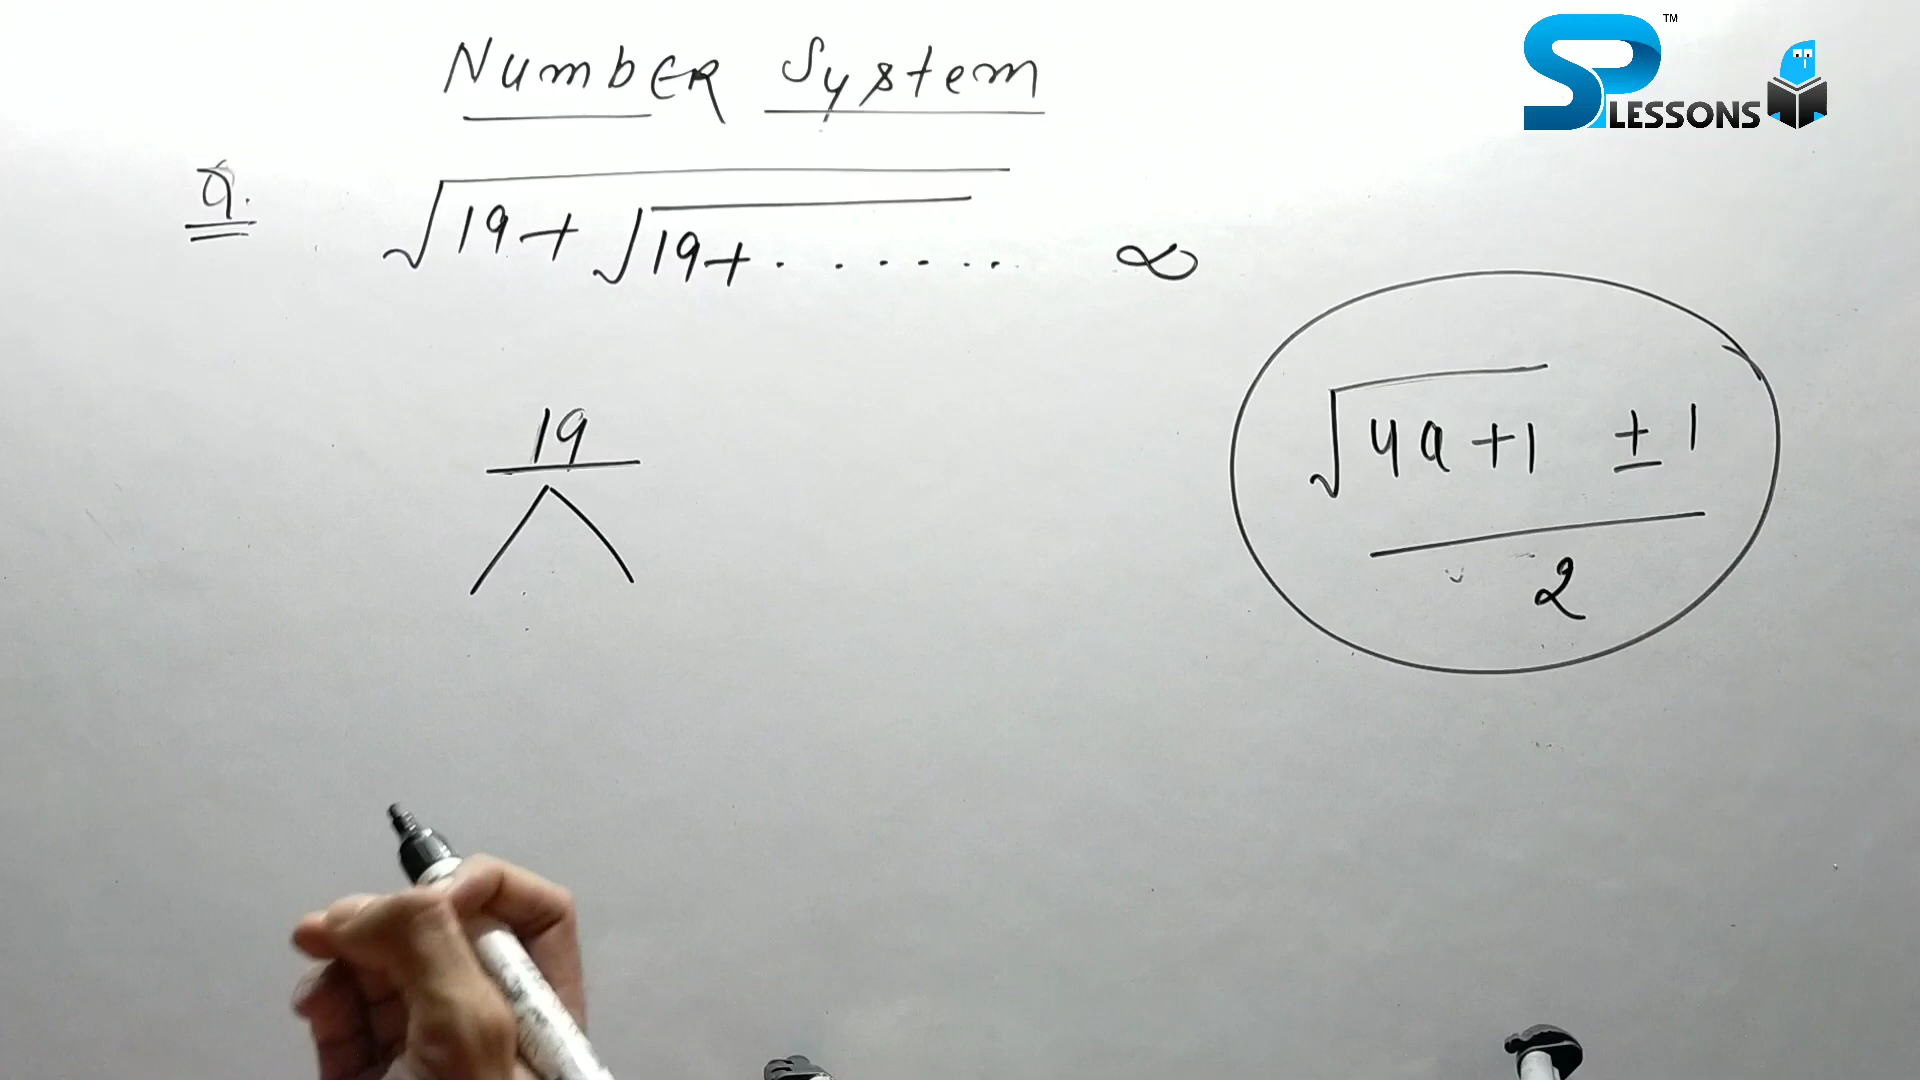 NumbER System
SP LESSONS ™
Q. √19+√19+....... ∞
19
√4a+1 ± 1
2